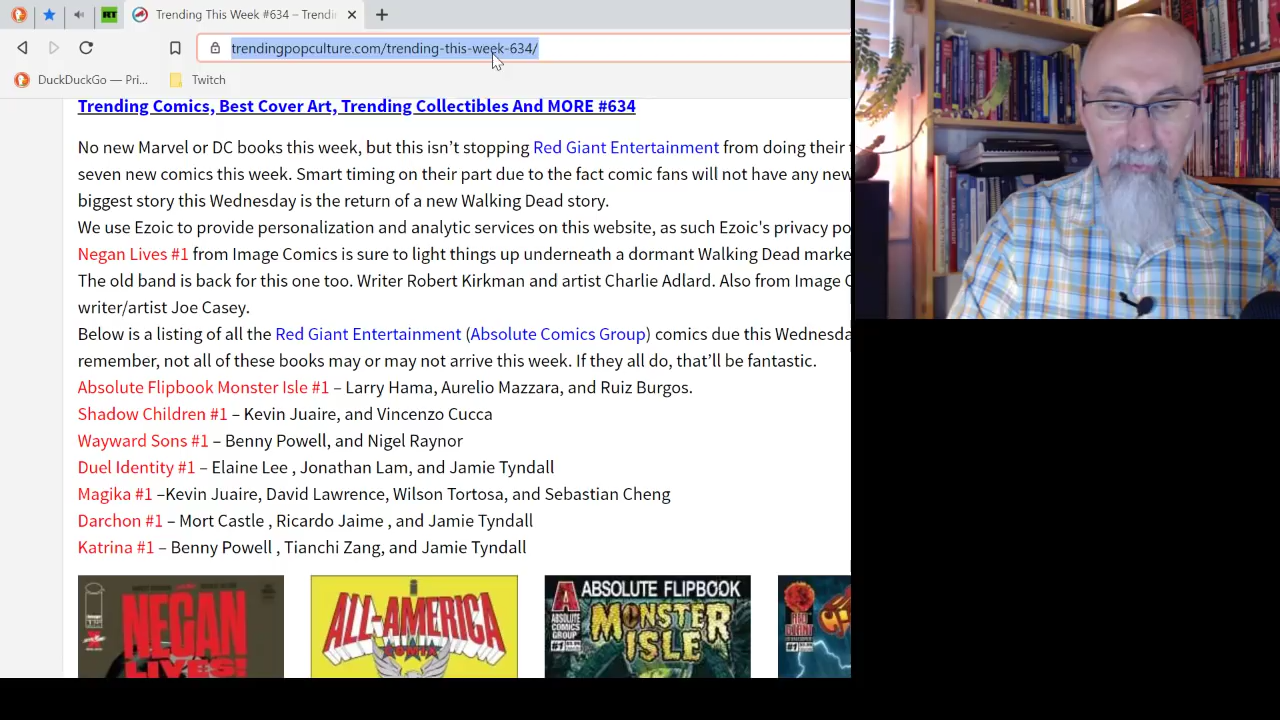 RT
Trending This Week #634 – Trendi
trendingpopculture.com/trending-this-week-634/
DuckDuckGo — Pri...
Twitch
Trending Comics, Best Cover Art, Trending Collectibles And MORE #634
No new Marvel or DC books this week, but this isn’t stopping Red Giant Entertainment from doing their
seven new comics this week. Smart timing on their part due to the fact comic fans will not have any new
biggest story this Wednesday is the return of a new Walking Dead story.
We use Ezoic to provide personalization and analytic services on this website, as such Ezoic's privacy po
Negan Lives #1 from Image Comics is sure to light things up underneath a dormant Walking Dead marke
The old band is back for this one too. Writer Robert Kirkman and artist Charlie Adlard. Also from Image C
writer/artist Joe Casey.
Below is a listing of all the Red Giant Entertainment (Absolute Comics Group) comics due this Wednesda
remember, not all of these books may or may not arrive this week. If they all do, that’ll be fantastic.
Absolute Flipbook Monster Isle #1 – Larry Hama, Aurelio Mazzara, and Ruiz Burgos.
Shadow Children #1 – Kevin Juaire, and Vincenzo Cucca
Wayward Sons #1 – Benny Powell, and Nigel Raynor
Duel Identity #1 – Elaine Lee , Jonathan Lam, and Jamie Tyndall
Magika #1 –Kevin Juaire, David Lawrence, Wilson Tortosa, and Sebastian Cheng
Darchon #1 – Mort Castle , Ricardo Jaime , and Jamie Tyndall
Katrina #1 – Benny Powell , Tianchi Zang, and Jamie Tyndall
NEGAN
LIVES!
ALL-AMERICA
COMIX
A
ABSOLUTE
COMICS
GROUP
#1
ABSOLUTE FLIPBOOK
MONSTER
ISLE